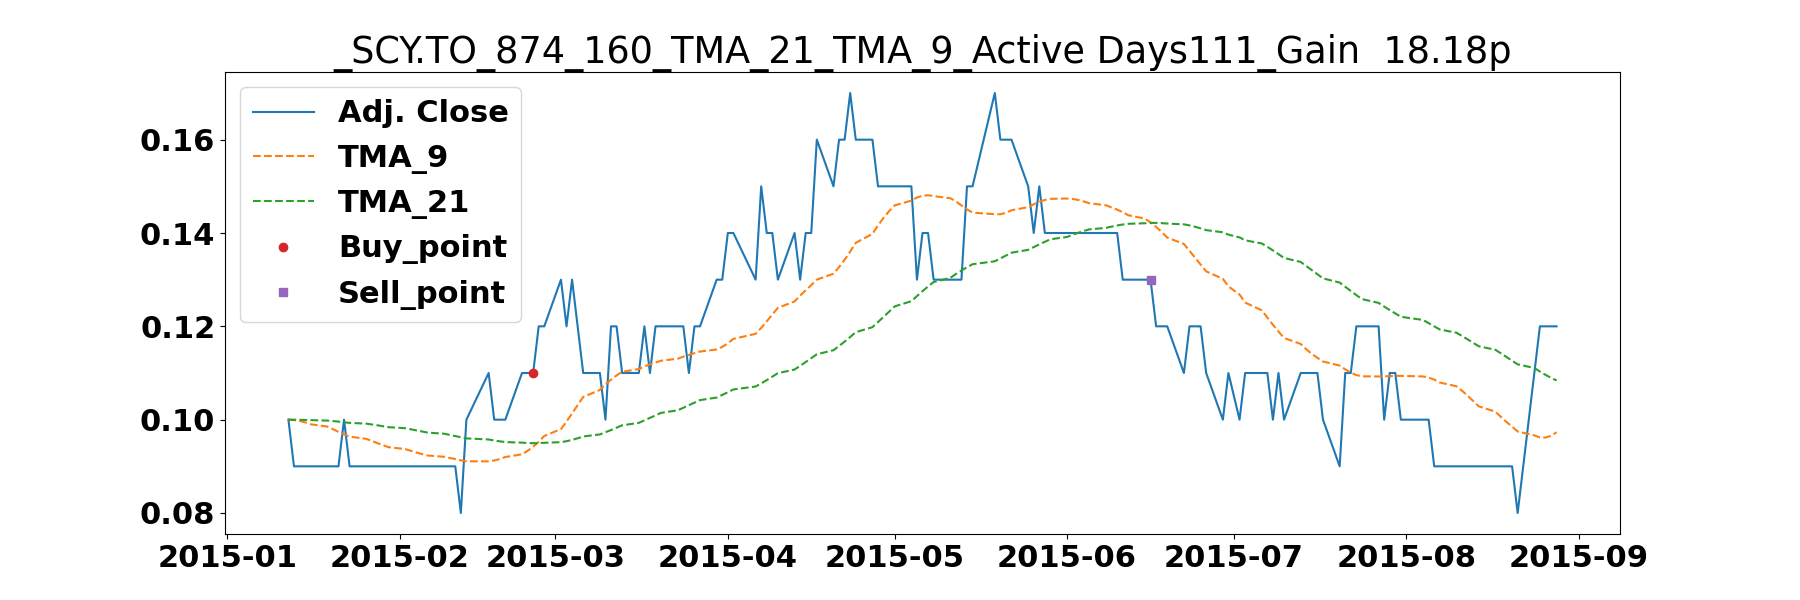 _SCY.TO_874_160_TMA_21_TMA_9_Active Days111_Gain  18.18p
Adj. Close
TMA_9
TMA_21
Buy_point
Sell_point
0.16
0.14
0.12
0.10
0.08
2015-01 2015-02 2015-03 2015-04 2015-05 2015-06 2015-07 2015-08 2015-09